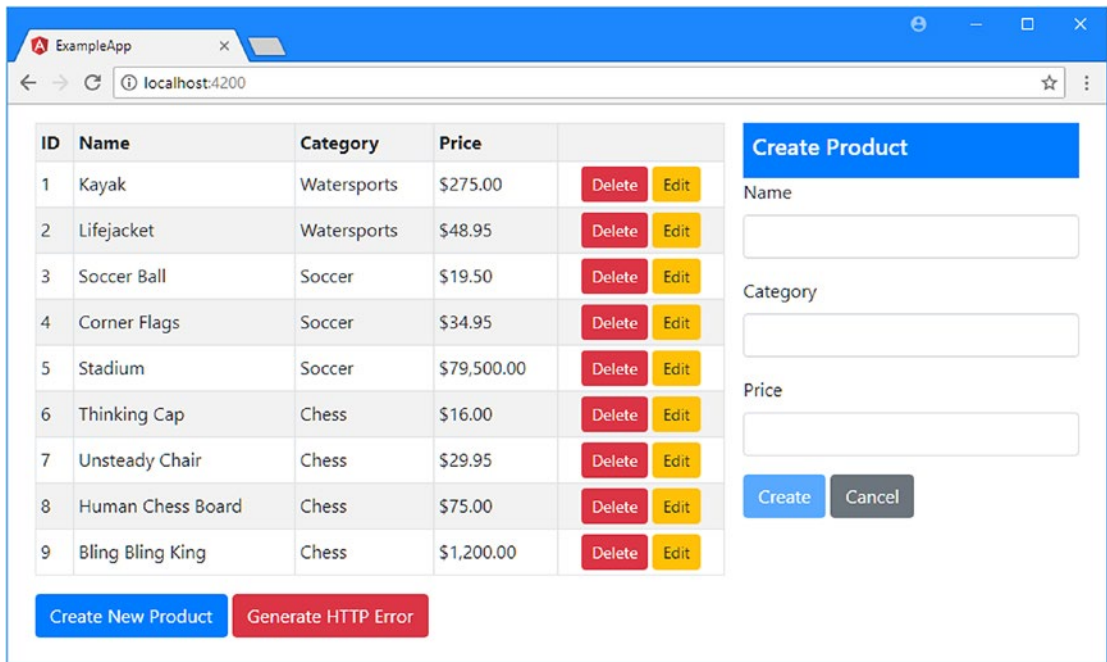 ExampleApp
localhost:4200
ID Name Category Price
1 Kayak Watersports $275.00 Delete Edit
2 Lifejacket Watersports $48.95 Delete Edit
3 Soccer Ball Soccer $19.50 Delete Edit
4 Corner Flags Soccer $34.95 Delete Edit
5 Stadium Soccer $79,500.00 Delete Edit
6 Thinking Cap Chess $16.00 Delete Edit
7 Unsteady Chair Chess $29.95 Delete Edit
8 Human Chess Board Chess $75.00 Delete Edit
9 Bling Bling King Chess $1,200.00 Delete Edit
Create New Product Generate HTTP Error
Create Product
Name
Category
Price
Create Cancel